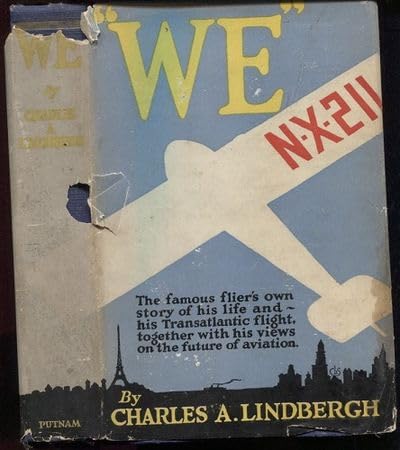 WE
by
CHARLES
A.
LINDBERGH
PUTNAM
"WE"
N-X-211
The famous flier's own
story of his life and ~
his Transatlantic flight,
together with his views
on the future of aviation.
By
CHARLES A. LINDBERGH